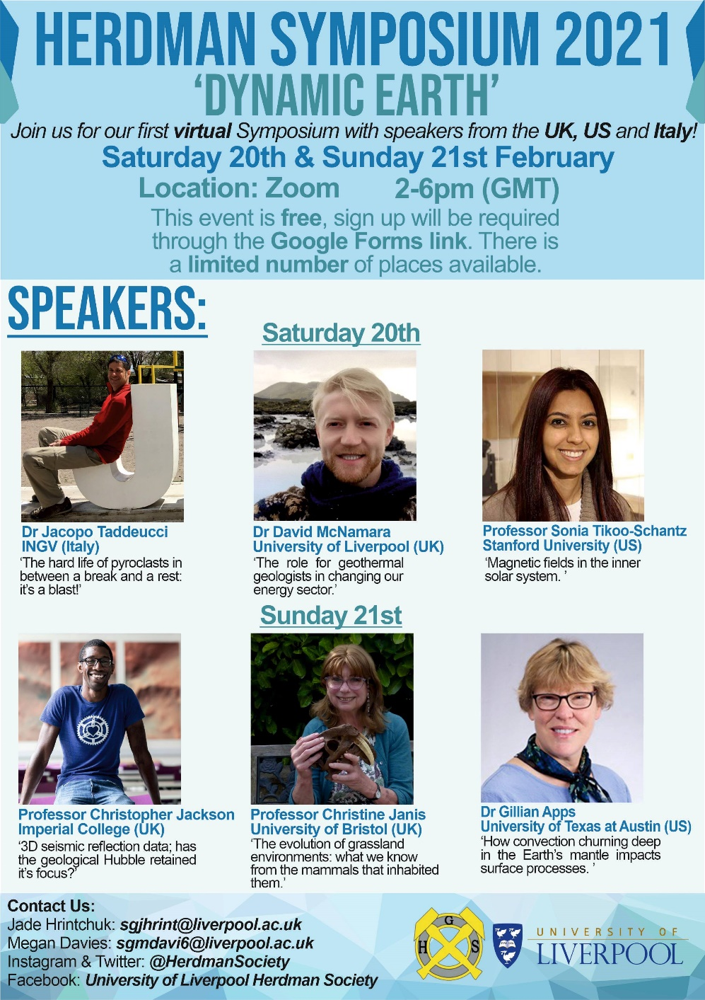 HERDMAN SYMPOSIUM 2021
‘DYNAMIC EARTH’
Join us for our first virtual Symposium with speakers from the UK, US and Italy!
Saturday 20th & Sunday 21st February
Location: Zoom 2-6pm (GMT)
This event is free, sign up will be required
through the Google Forms link. There is
a limited number of places available.
SPEAKERS:
Saturday 20th
Dr Jacopo Taddeucci
INGV (Italy)
‘The hard life of pyroclasts in
between a break and a rest:
it’s a blast!’
Dr David McNamara
University of Liverpool (UK)
‘The role for geothermal
geologists in changing our
energy sector.’
Professor Sonia Tikoo-Schantz
Stanford University (US)
‘Magnetic fields in the inner
solar system. ’
Sunday 21st
Professor Christopher Jackson
Imperial College (UK)
‘3D seismic reflection data; has
the geological Hubble retained
it’s focus?’
Professor Christine Janis
University of Bristol (UK)
‘The evolution of grassland
environments: what we know
from the mammals that inhabited
them.’
Dr Gillian Apps
University of Texas at Austin (US)
‘How convection churning deep
in the Earth’s mantle impacts
surface processes. ’
Contact Us:
Jade Hrintchuk: sgjhrint@liverpool.ac.uk
Megan Davies: sgmdavi6@liverpool.ac.uk
Instagram & Twitter: @HerdmanSociety
Facebook: University of Liverpool Herdman Society
G
H S
UNIVERSITY OF
LIVERPOOL